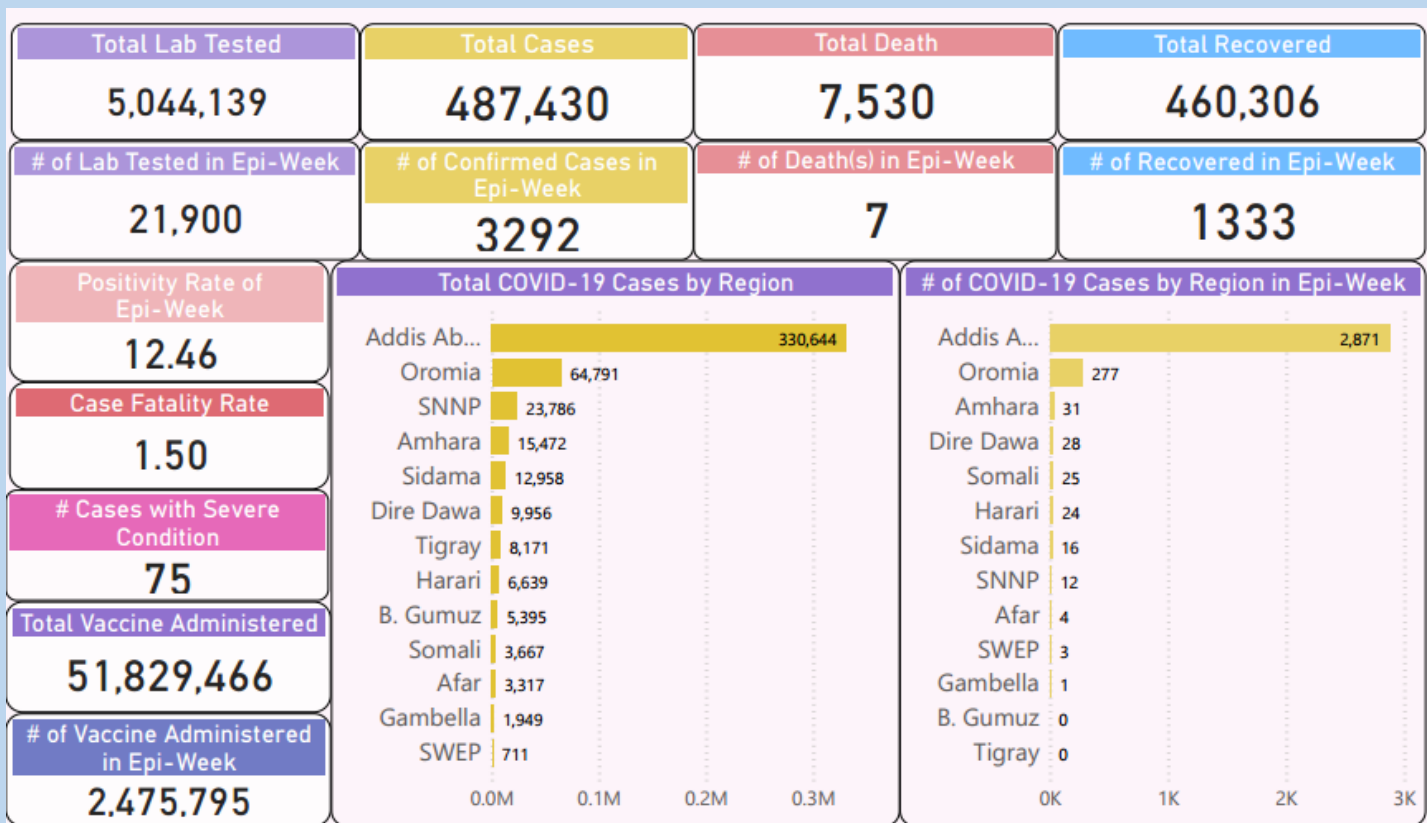 Total Lab Tested
5,044,139
Total Cases
487,430
Total Death
7,530
Total Recovered
460,306
# of Lab Tested in Epi-Week
21,900
# of Confirmed Cases in
Epi-Week
3292
# of Death(s) in Epi-Week
7
# of Recovered in Epi-Week
1333
Positivity Rate of
Epi-Week
12.46
Case Fatality Rate
1.50
# Cases with Severe
Condition
75
Total Vaccine Administered
51,829,466
# of Vaccine Administered
in Epi-Week
2,475,795
Total COVID-19 Cases by Region
Addis Ab... 330,644
Oromia 64,791
SNNP 23,786
Amhara 15,472
Sidama 12,958
Dire Dawa 9,956
Tigray 8,171
Harari 6,639
B. Gumuz 5,395
Somali 3,667
Afar 3,317
Gambella 1,949
SWEP 711
0.0M 0.1M 0.2M 0.3M
# of COVID-19 Cases by Region in Epi-Week
Addis A... 2,871
Oromia 277
Amhara 31
Dire Dawa 28
Somali 25
Harari 24
Sidama 16
SNNP 12
Afar 4
SWEP 3
Gambella 1
B. Gumuz 0
Tigray 0
0K 1K 2K 3K